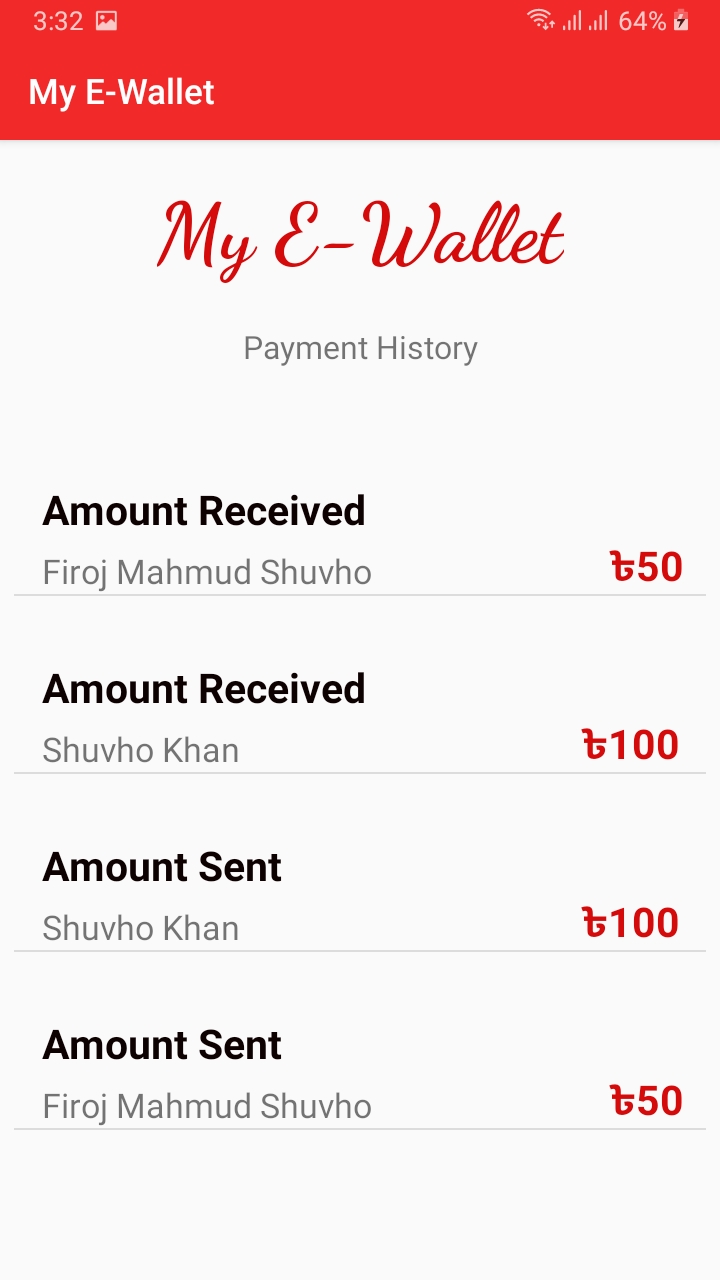 3:32 64%
My E-Wallet
My E-Wallet
Payment History
Amount Received
Firoj Mahmud Shuvho ৳50
Amount Received
Shuvho Khan ৳100
Amount Sent
Shuvho Khan ৳100
Amount Sent
Firoj Mahmud Shuvho ৳50